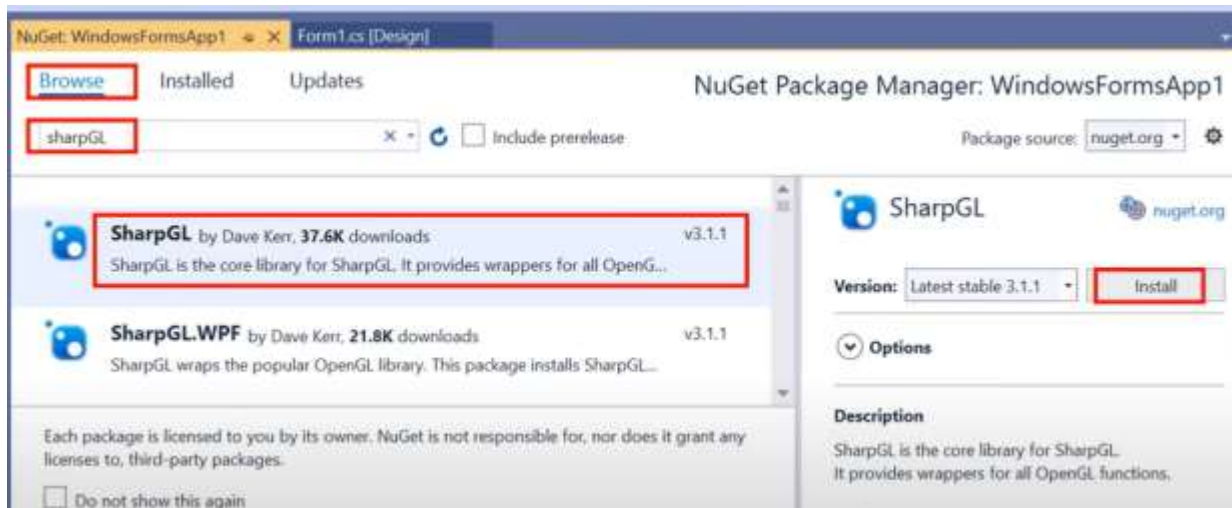 NuGet: WindowsFormsApp1
Form1.cs [Design]
Browse Installed Updates
NuGet Package Manager: WindowsFormsApp1
sharpGL
Include prerelease
Package source: nuget.org
SharpGL by Dave Kerr, 37.6K downloads v3.1.1
SharpGL is the core library for SharpGL. It provides wrappers for all OpenG...
SharpGL.WPF by Dave Kerr, 21.8K downloads v3.1.1
SharpGL wraps the popular OpenGL library. This package installs SharpGL...
Each package is licensed to you by its owner. NuGet is not responsible for, nor does it grant any
licenses to, third-party packages.
Do not show this again
SharpGL
nuget.org
Version: Latest stable 3.1.1 Install
Options
Description
SharpGL is the core library for SharpGL.
It provides wrappers for all OpenGL functions.